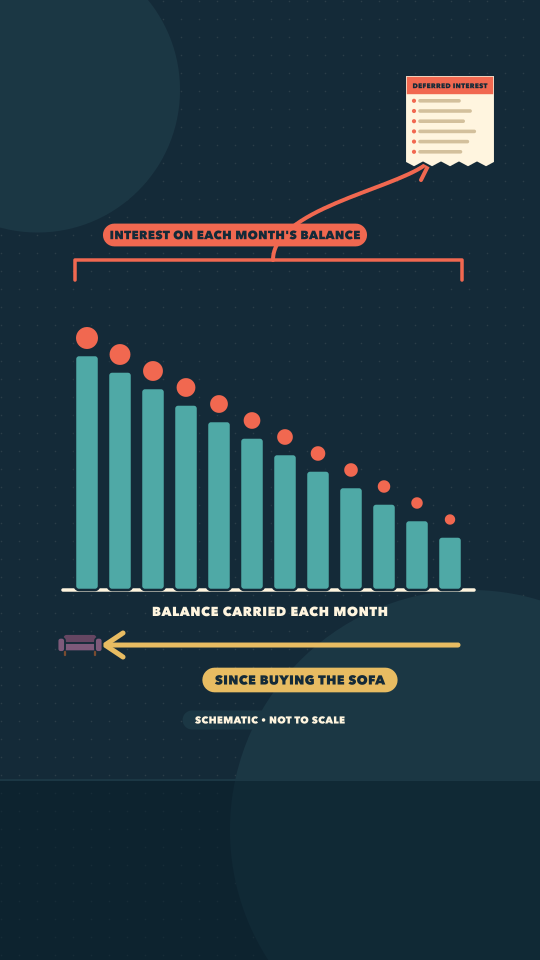 DEFERRED INTEREST
INTEREST ON EACH MONTH'S BALANCE
BALANCE CARRIED EACH MONTH
SINCE BUYING THE SOFA
SCHEMATIC • NOT TO SCALE